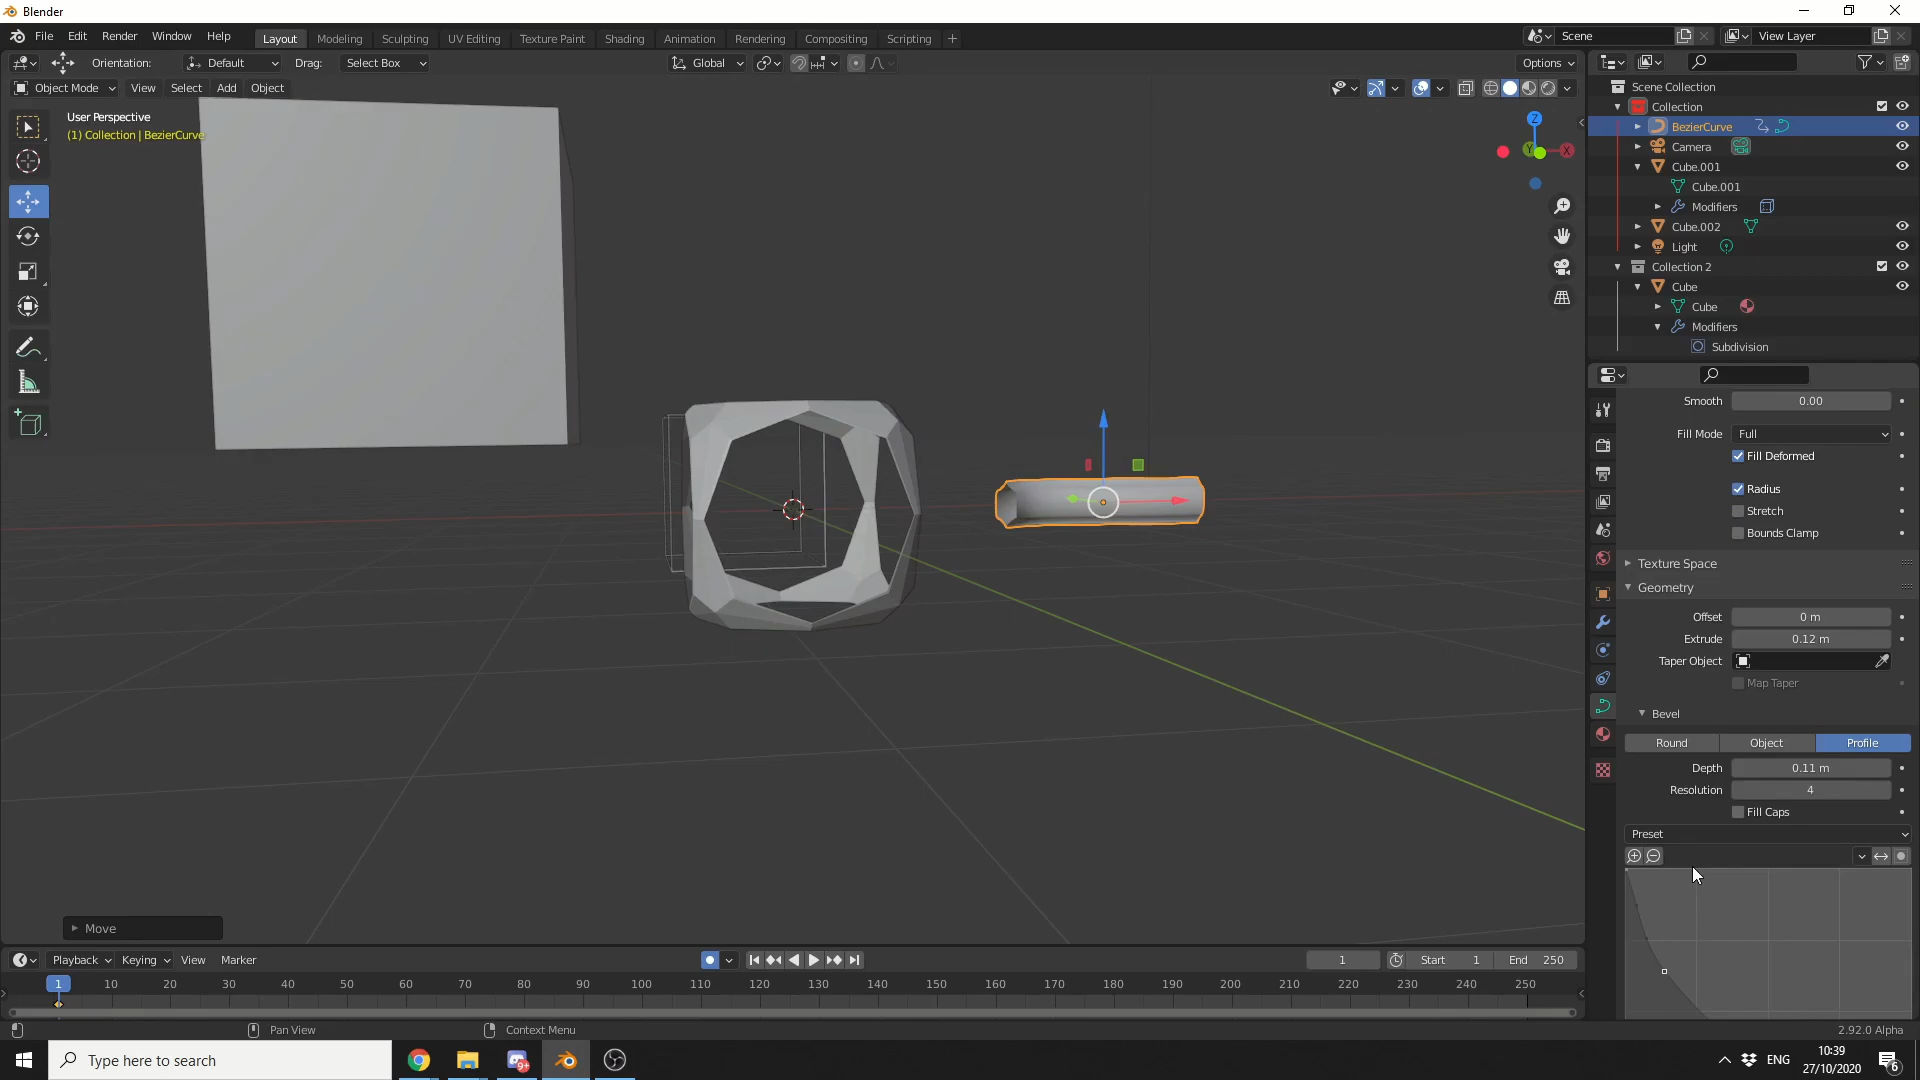 Blender
File Edit Render Window Help
Layout Modeling Sculpting UV Editing Texture Paint Shading Animation Rendering Compositing Scripting +
Scene
View Layer
Orientation: Default Drag: Select Box
Global
Options
Object Mode View Select Add Object
User Perspective
(1) Collection | BezierCurve
Z
Y
X
Scene Collection
Collection
BezierCurve
Camera
Cube.001
Cube.001
Modifiers
Cube.002
Light
Collection 2
Cube
Cube
Modifiers
Subdivision
Smooth 0.00
Fill Mode Full
Fill Deformed
Radius
Stretch
Bounds Clamp
Texture Space
Geometry
Offset 0 m
Extrude 0.12 m
Taper Object
Map Taper
Bevel
Round Object Profile
Depth 0.11 m
Resolution 4
Fill Caps
Preset
Move
Playback Keying View Marker
1 Start 1 End 250
1 10 20 30 40 50 60 70 80 90 100 110 120 130 140 150 160 170 180 190 200 210 220 230 240 250
Pan View Context Menu
2.92.0 Alpha
Type here to search
9+
ENG
10:39
27/10/2020
6